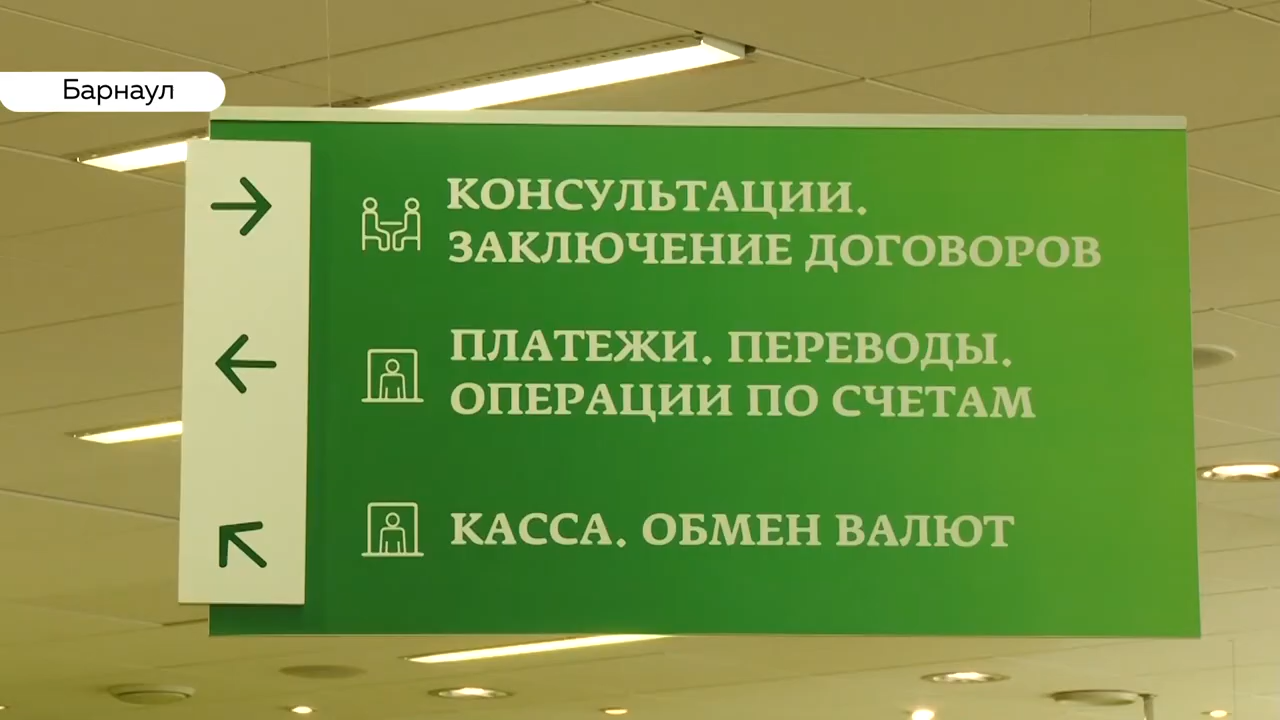 Барнаул
КОНСУЛЬТАЦИИ.
ЗАКЛЮЧЕНИЕ ДОГОВОРОВ
ПЛАТЕЖИ. ПЕРЕВОДЫ.
ОПЕРАЦИИ ПО СЧЕТАМ
КАССА. ОБМЕН ВАЛЮТ